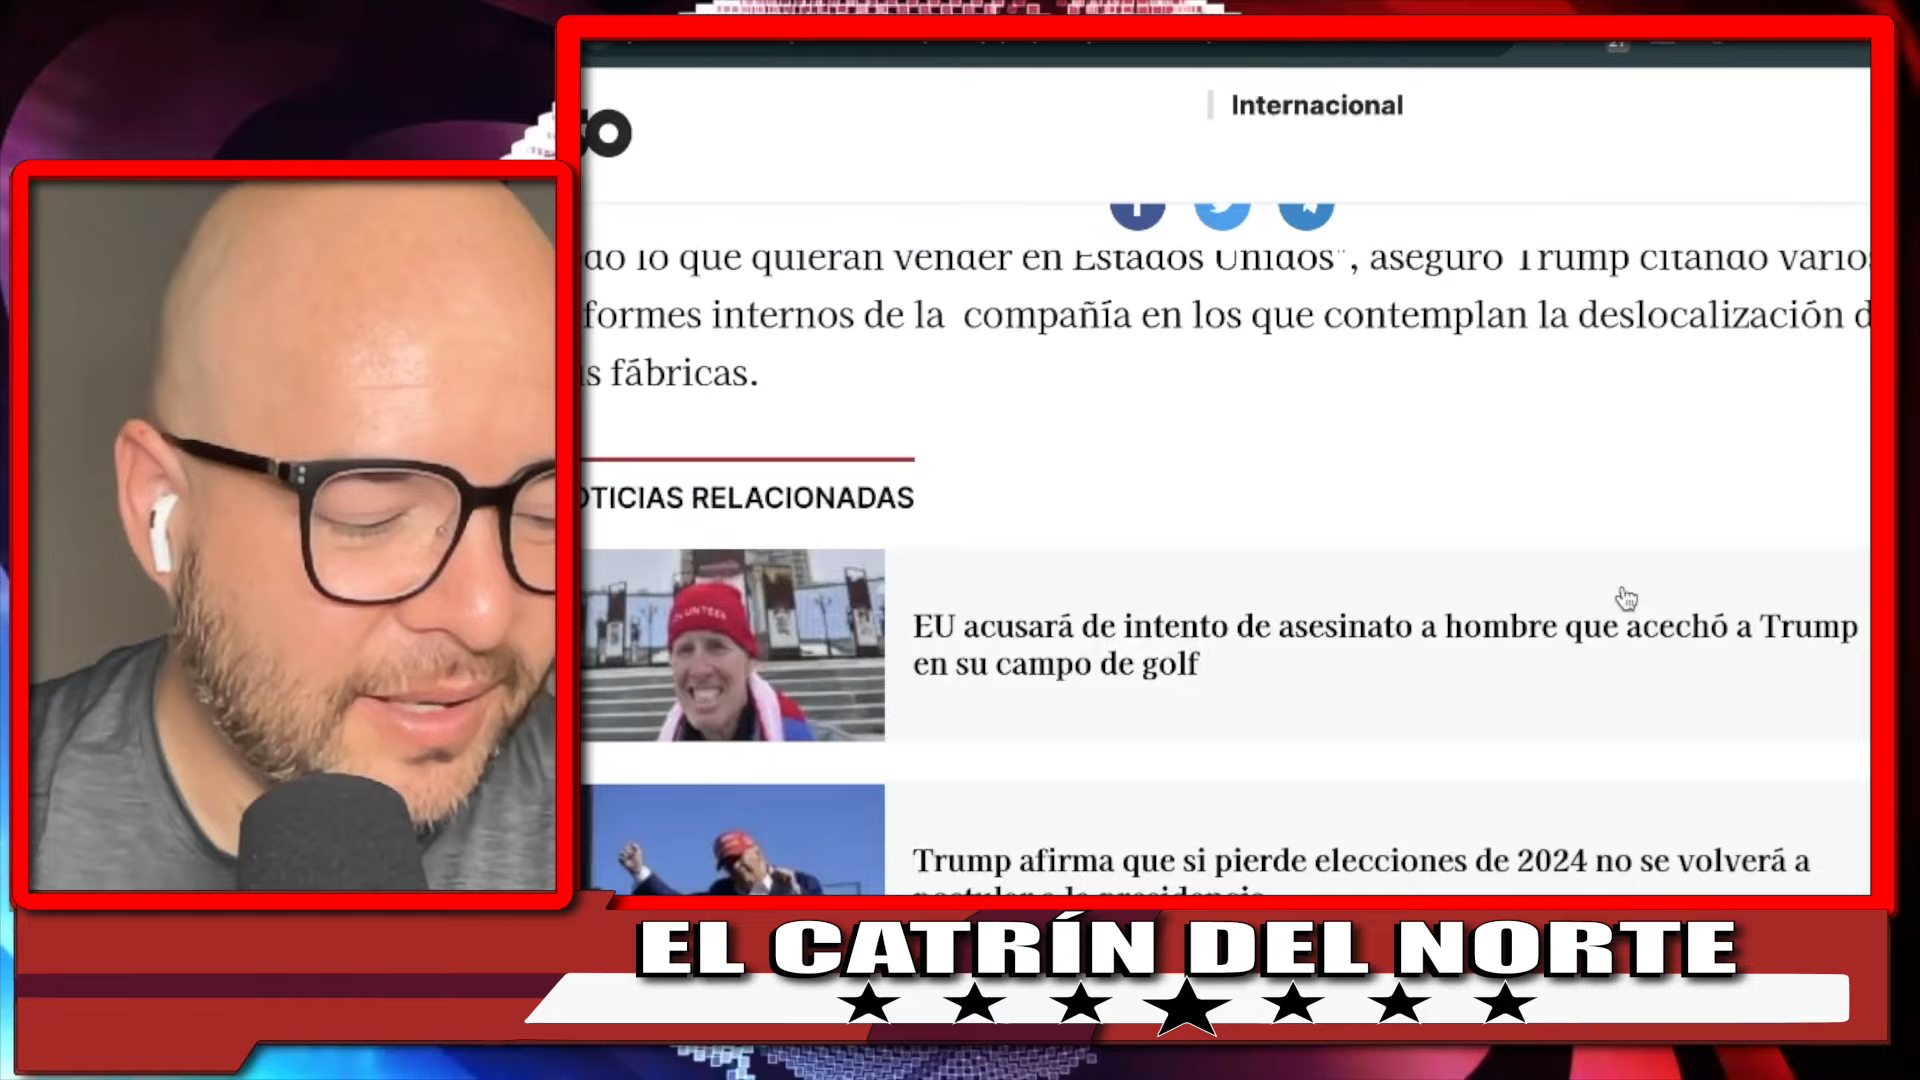 Internacional
do lo que quieran vender en Estados Unidos", aseguró Trump citando vario
formes internos de la compañía en los que contemplan la deslocalización d
s fábricas.
OTICIAS RELACIONADAS
EU acusará de intento de asesinato a hombre que acechó a Trump
en su campo de golf
Trump afirma que si pierde elecciones de 2024 no se volverá a
EL CATRÍN DEL NORTE